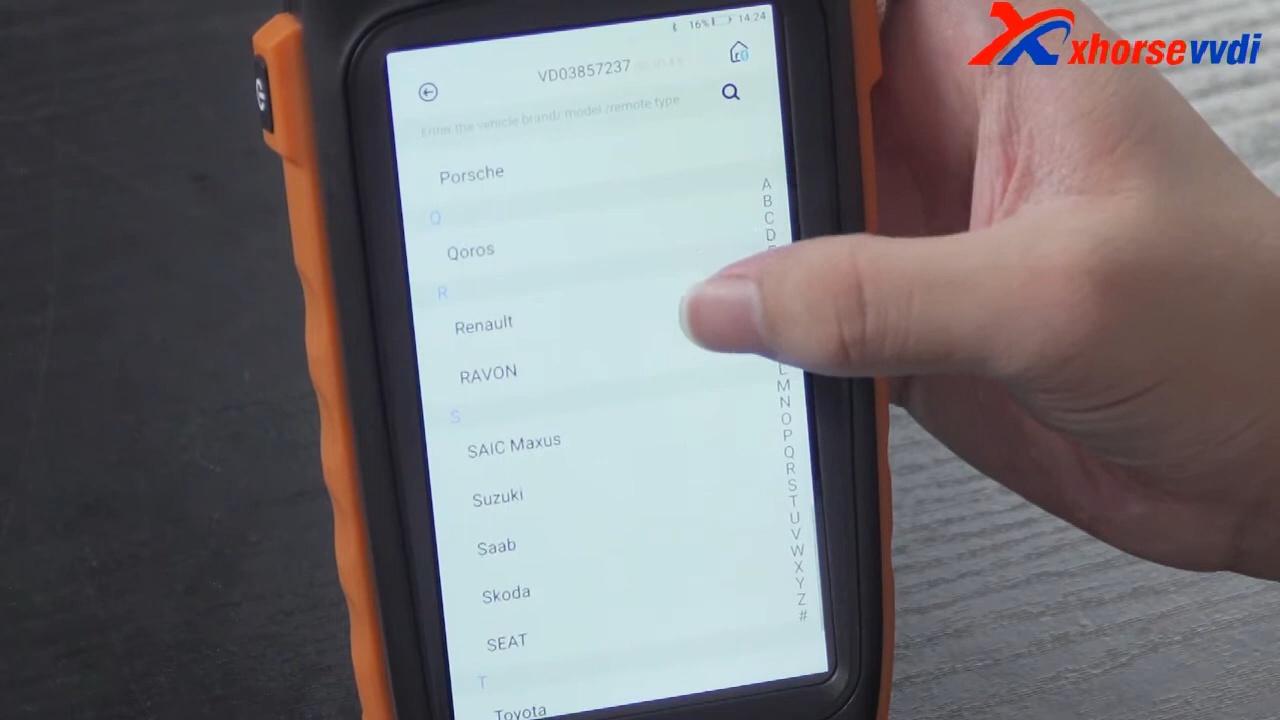 xhorsevvdi
16% 14:24
VD03857237
Enter the vehicle brand/ model /remote type
Porsche
Q
Qoros
R
Renault
RAVON
S
SAIC Maxus
Suzuki
Saab
Skoda
SEAT
T
Toyota
A
B
C
D
L
M
N
O
P
Q
R
S
T
U
V
W
X
Y
Z
#